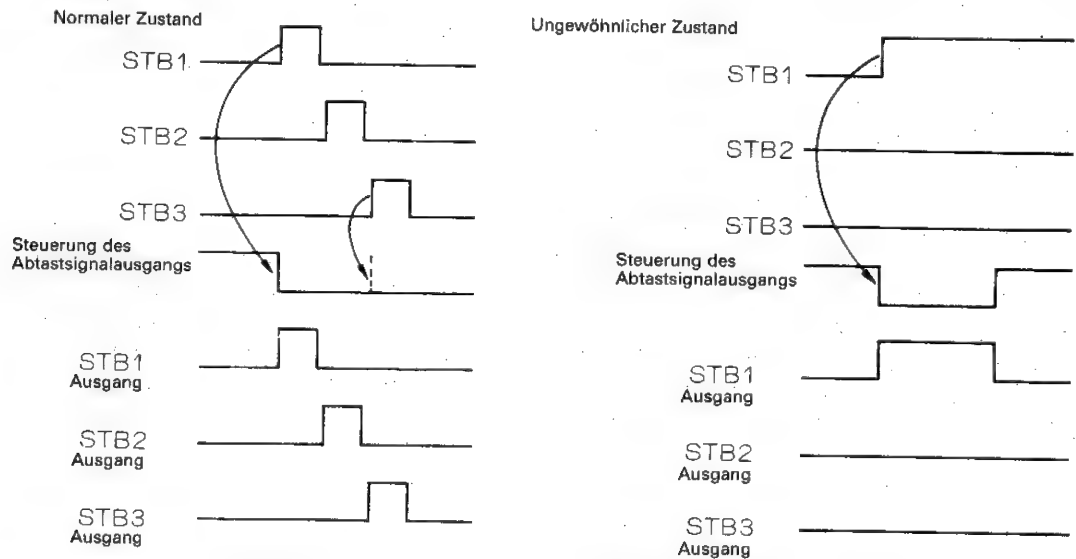 Normaler Zustand
STB1
STB2
STB3
Steuerung des
Abtastsignalausgangs
STB1
Ausgang
STB2
Ausgang
STB3
Ausgang
Ungewöhnlicher Zustand
STB1
STB2
STB3
Steuerung des
Abtastsignalausgangs
STB1
Ausgang
STB2
Ausgang
STB3
Ausgang